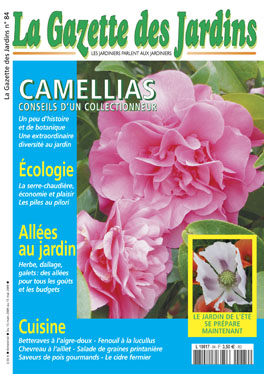 La Gazette des Jardins
LES JARDINIERS PARLENT AUX JARDINIERS
La Gazette des Jardins n° 84
CAMELLIAS
CONSEILS D'UN COLLECTIONNEUR
Un peu d'histoire
et de botanique
Une extraordinaire
diversité au jardin
Écologie
La serre-chaudière,
économie et plaisir
Les piles au pilori
Allées
au jardin
Herbe, dallage,
galets : des allées
pour tous les goûts
et les budgets
Cuisine
Betteraves à l'aigre-doux - Fenouil à la lucullus
Chevreau à l'aillet - Salade de graines printanière
Saveurs de pois gourmands - Le cidre fermier
LE JARDIN DE L'ÉTÉ
SE PRÉPARE
MAINTENANT